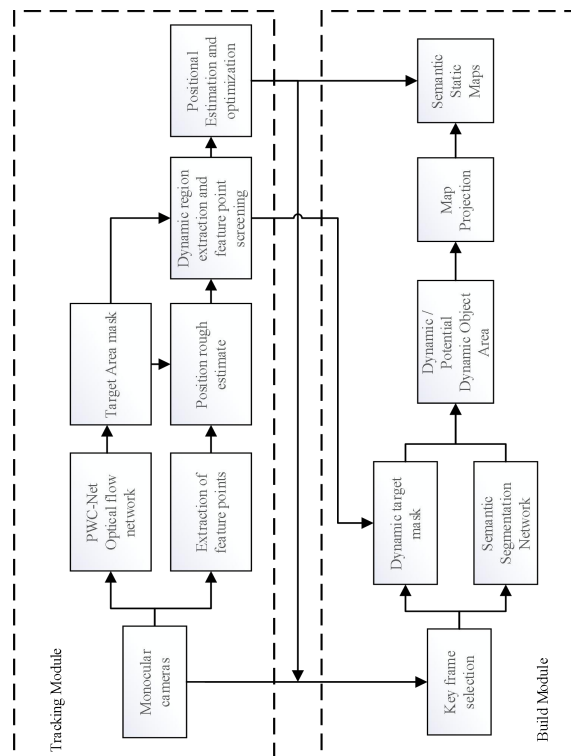 Tracking Module
Monocular
cameras
PWC-Net
Optical flow
network
Target Area mask
Extraction of
feature points
Position rough
estimate
Dynamic region
extraction and
feature point
screening
Positional
Estimation and
optimization
Build Module
Key frame
selection
Dynamic target
mask
Semantic
Segmentation
Network
Dynamic /
Potential
Dynamic Object
Area
Map
Projection
Semantic
Static
Maps